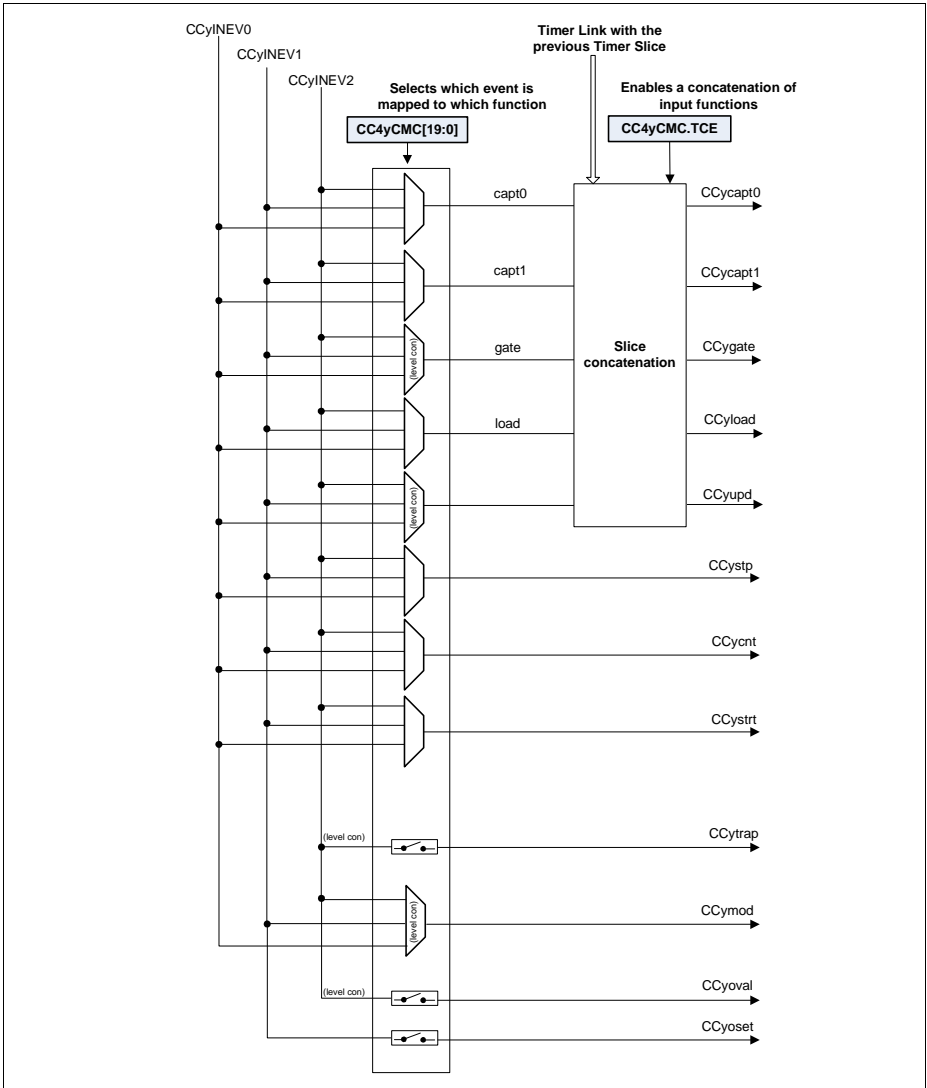 CCyINEV0
CCyINEV1
CCyINEV2
Timer Link with the
previous Timer Slice
Selects which event is
mapped to which function
CC4yCMC[19:0]
Enables a concatenation of
input functions
CC4yCMC.TCE
capt0
CCycapt0
capt1
CCycapt1
(level con)
gate
Slice
concatenation
CCygate
load
CCyload
(level con)
CCyupd
CCystp
CCycnt
CCystrt
(level con)
CCytrap
(level con)
CCymod
(level con)
CCyoval
CCyoset